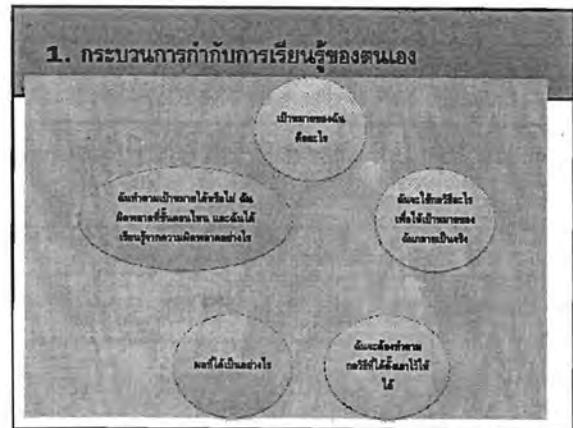 1. กระบวนการกำกับการเรียนรู้ของตนเอง
เป้าหมายของฉัน
คืออะไร
ฉันจะใช้กลวิธีอะไร
เพื่อให้เป้าหมายของ
ฉันกลายเป็นจริง
ฉันจะต้องทำตาม
กลวิธีที่ได้ตั้งเอาไว้ให้
ได้
ผลที่ได้เป็นอย่างไร
ฉันทำตามเป้าหมายได้หรือไม่ ฉัน
ผิดพลาดที่ขั้นตอนไหน และฉันได้
เรียนรู้จากความผิดพลาดอย่างไร